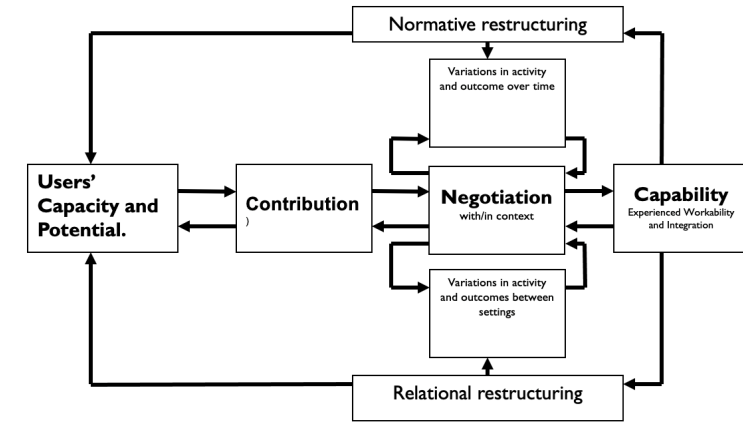 Normative restructuring
Variations in activity
and outcome over time
Users’
Capacity and
Potential.
Contribution
)
Negotiation
with/in context
Capability
Experienced Workability
and Integration
Variations in activity
and outcomes between
settings
Relational restructuring